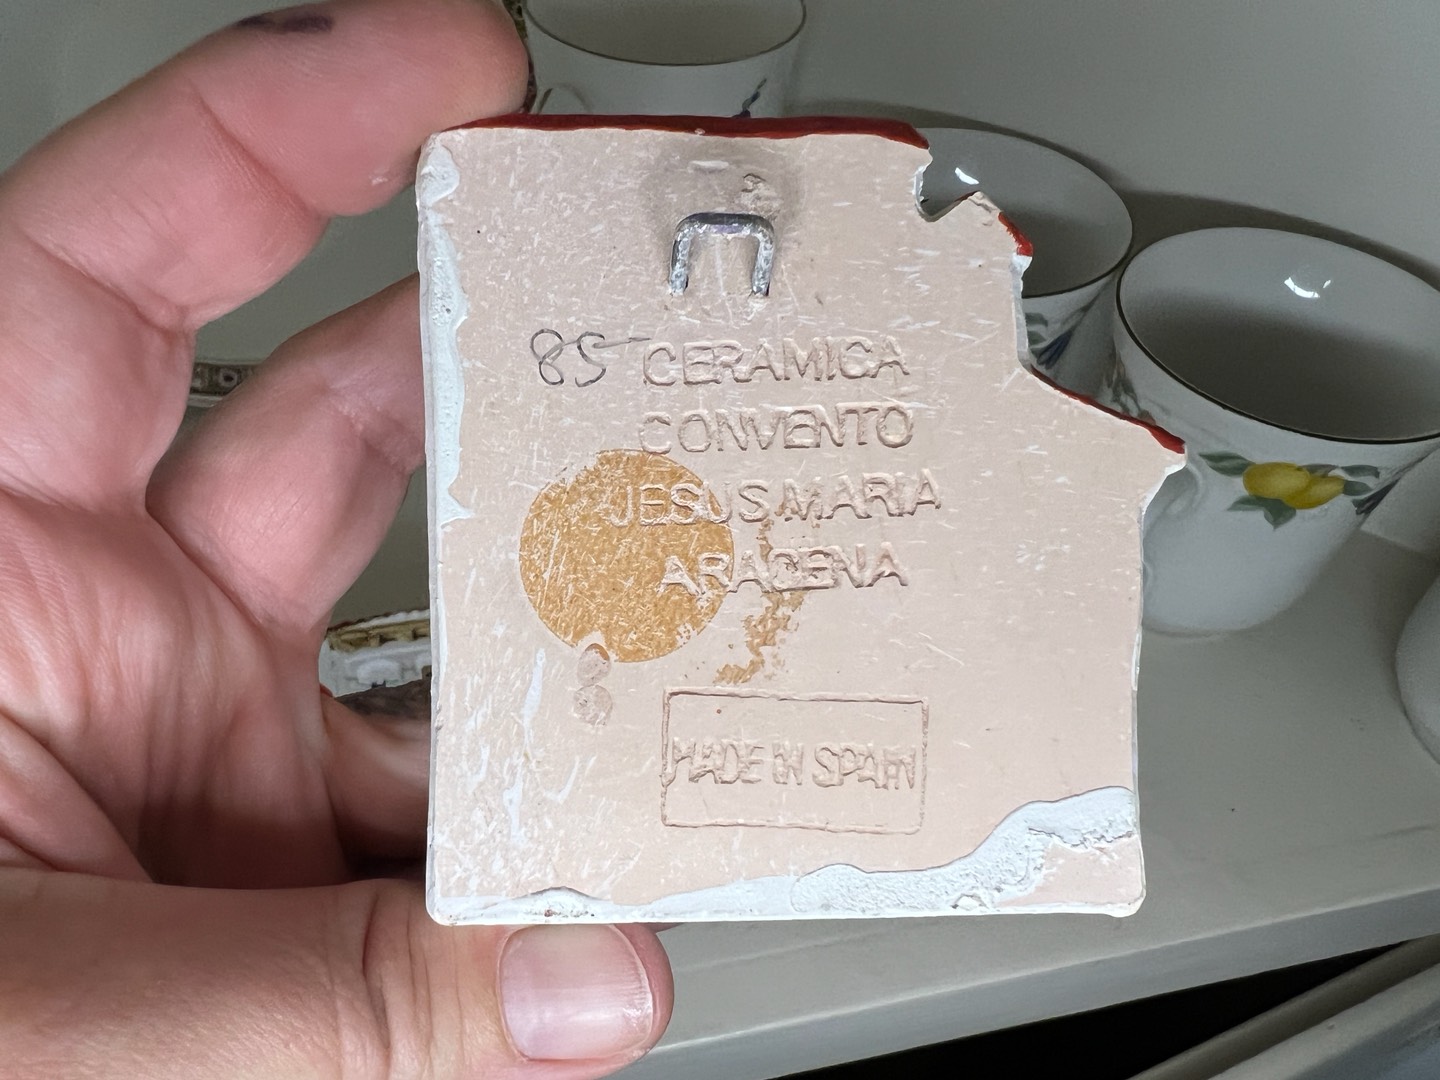 85 CERAMICA
CONVENTO
JESUS MARIA
ARACENA
MADE IN SPAIN